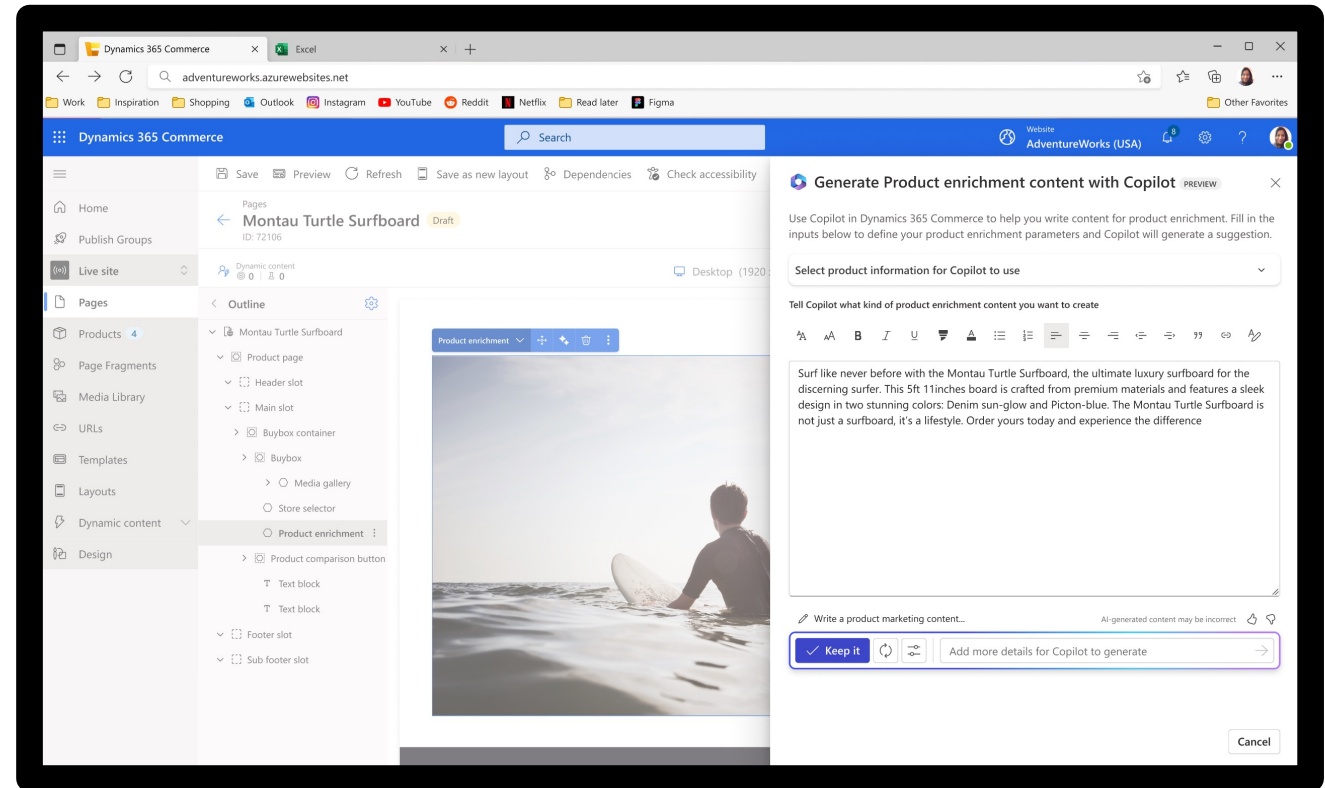 Dynamics 365 Commerce
Excel
adventureworks.azurewebsites.net
Work Inspiration Shopping Outlook Instagram YouTube Reddit Netflix Read later Figma Other Favorites
Dynamics 365 Commerce
Search
Website
AdventureWorks (USA)
8
?
Home
Publish Groups
Live site
Pages
Products 4
Page Fragments
Media Library
URLs
Templates
Layouts
Dynamic content
Design
Save Preview Refresh Save as new layout Dependencies Check accessibility
Pages
Montau Turtle Surfboard Draft
ID: 72106
Dynamic content
0 0
Desktop (1920
Outline
Montau Turtle Surfboard
Product page
Header slot
Main slot
Buybox container
Buybox
Media gallery
Store selector
Product enrichment
Product comparison button
T Text block
T Text block
Footer slot
Sub footer slot
Product enrichment
Generate Product enrichment content with Copilot PREVIEW
Use Copilot in Dynamics 365 Commerce to help you write content for product enrichment. Fill in the
inputs below to define your product enrichment parameters and Copilot will generate a suggestion.
Select product information for Copilot to use
Tell Copilot what kind of product enrichment content you want to create
B I U A
Surf like never before with the Montau Turtle Surfboard, the ultimate luxury surfboard for the
discerning surfer. This 5ft 11inches board is crafted from premium materials and features a sleek
design in two stunning colors: Denim sun-glow and Picton-blue. The Montau Turtle Surfboard is
not just a surfboard, it's a lifestyle. Order yours today and experience the difference
Write a product marketing content...
AI-generated content may be incorrect
Keep it
Add more details for Copilot to generate
Cancel